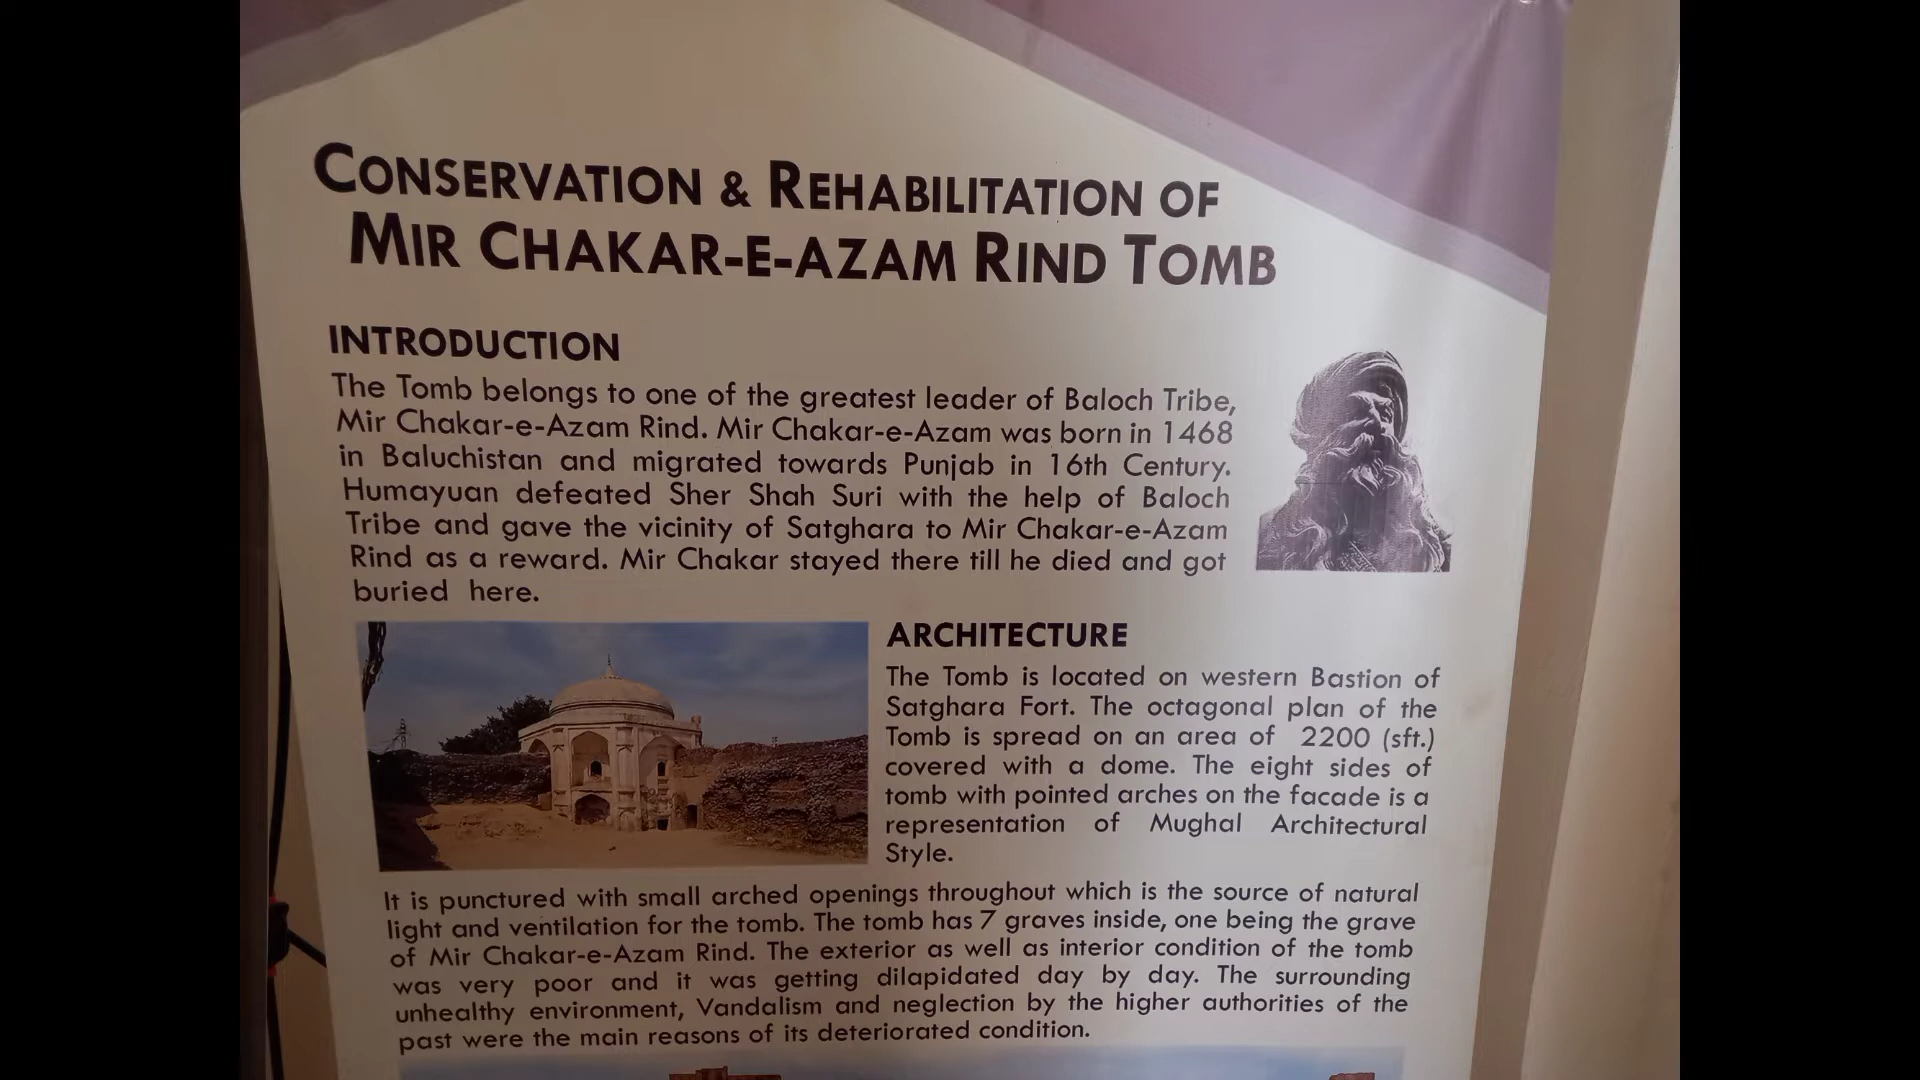 CONSERVATION & REHABILITATION OF
MIR CHAKAR-E-AZAM RIND TOMB
INTRODUCTION
The Tomb belongs to one of the greatest leader of Baloch Tribe,
Mir Chakar-e-Azam Rind. Mir Chakar-e-Azam was born in 1468
in Baluchistan and migrated towards Punjab in 16th Century.
Humayuan defeated Sher Shah Suri with the help of Baloch
Tribe and gave the vicinity of Satghara to Mir Chakar-e-Azam
Rind as a reward. Mir Chakar stayed there till he died and got
buried here.
ARCHITECTURE
The Tomb is located on western Bastion of
Satghara Fort. The octagonal plan of the
Tomb is spread on an area of 2200 (sft.)
covered with a dome. The eight sides of
tomb with pointed arches on the facade is a
representation of Mughal Architectural
Style.
It is punctured with small arched openings throughout which is the source of natural
light and ventilation for the tomb. The tomb has 7 graves inside, one being the grave
of Mir Chakar-e-Azam Rind. The exterior as well as interior condition of the tomb
was very poor and it was getting dilapidated day by day. The surrounding
unhealthy environment, Vandalism and neglection by the higher authorities of the
past were the main reasons of its deteriorated condition.